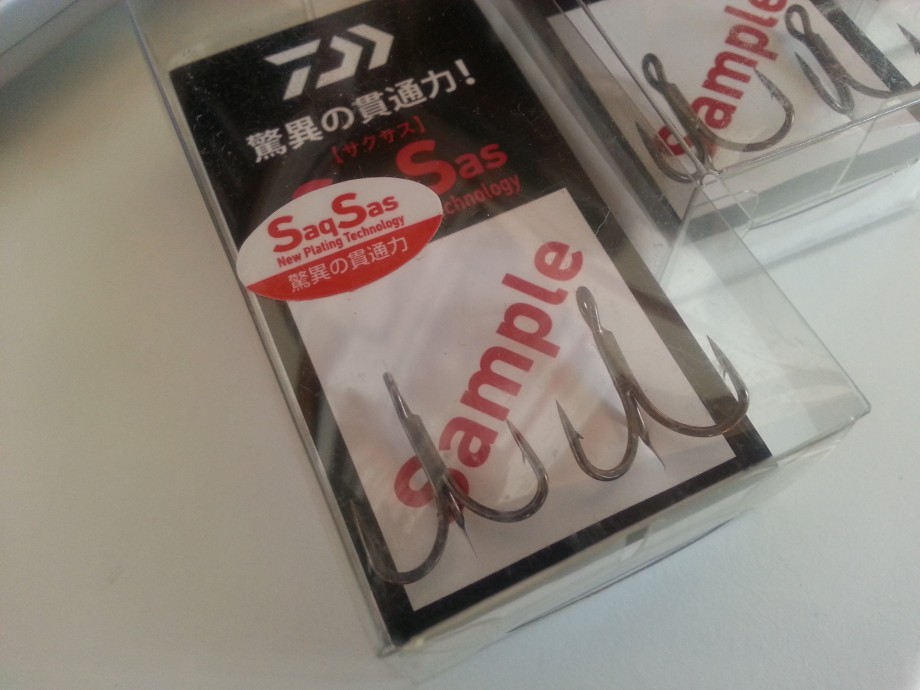 驚異の貫通力!
【サクサス】
Sas
chnology
SaqSas
New Plating Technology
驚異の貫通力
Sample
Sample